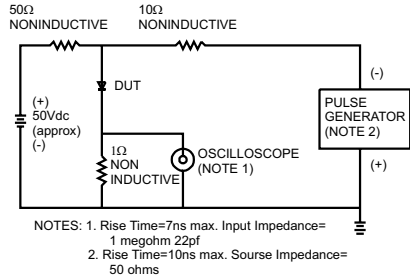 50Ω
NONINDUCTIVE
10Ω
NONINDUCTIVE
DUT
(+)
50Vdc
(approx)
(-)
1Ω
NON
INDUCTIVE
OSCILLOSCOPE
(NOTE 1)
(-)
PULSE
GENERATOR
(NOTE 2)
(+)
NOTES: 1. Rise Time=7ns max. Input Impedance=
1 megohm 22pf
2. Rise Time=10ns max. Sourse Impedance=
50 ohms